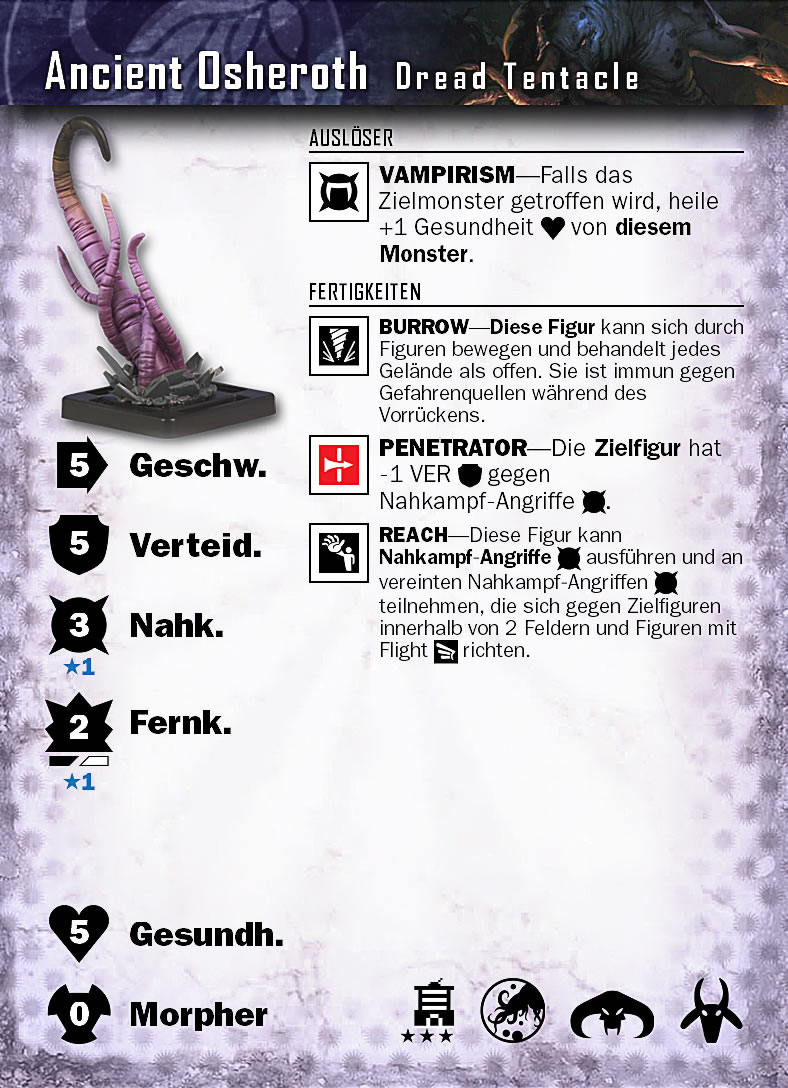 Ancient Osheroth Dread Tentacle
AUSLÖSER
VAMPIRISM—Falls das
Zielmonster getroffen wird, heile
+1 Gesundheit von diesem
Monster.
FERTIGKEITEN
BURROW—Diese Figur kann sich durch
Figuren bewegen und behandelt jedes
Gelände als offen. Sie ist immun gegen
Gefahrenquellen während des
Vorrückens.
PENETRATOR—Die Zielfigur hat
-1 VER gegen
Nahkampf-Angriffe .
REACH—Diese Figur kann
Nahkampf-Angriffe ausführen und an
vereinten Nahkampf-Angriffen
teilnehmen, die sich gegen Zielfiguren
innerhalb von 2 Feldern und Figuren mit
Flight richten.
5 Geschw.
5 Verteid.
3 Nahk.
★1
2 Fernk.
★1
5 Gesundh.
0 Morpher
★★★